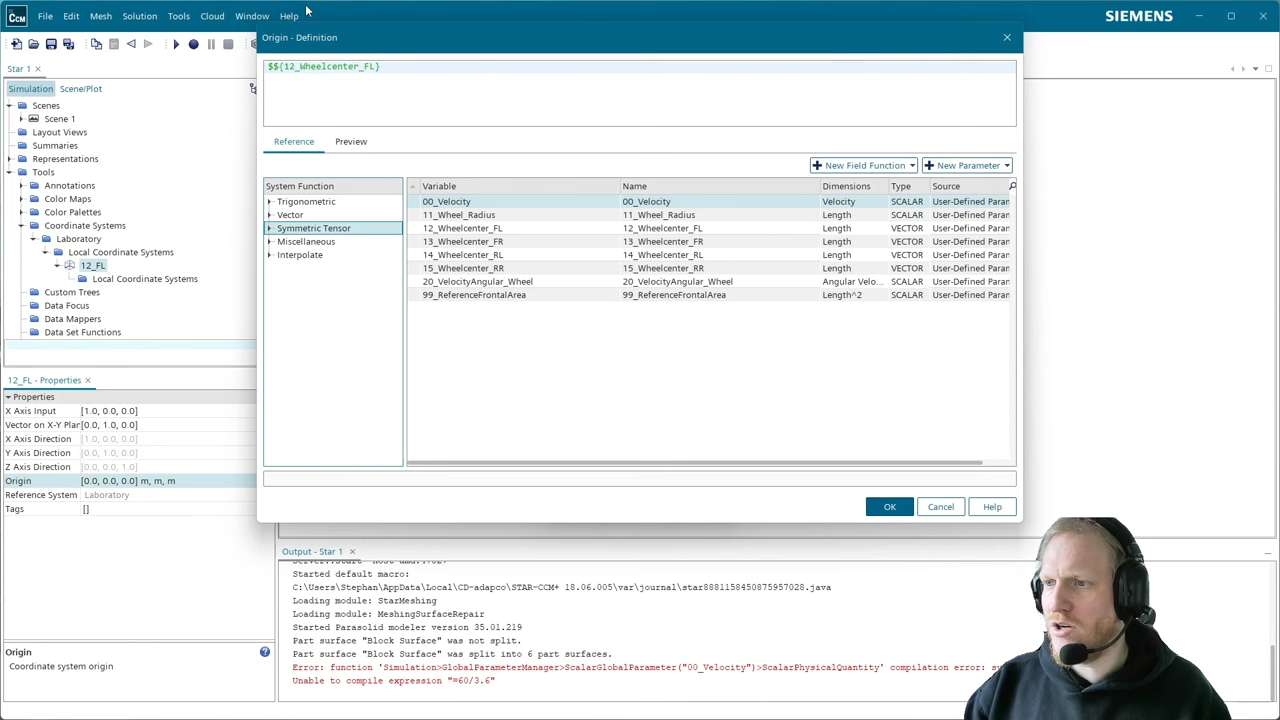 CCM
File Edit Mesh Solution Tools Cloud Window Help
SIEMENS
Origin - Definition
Star 1
$${12_Wheelcenter_FL}
Simulation Scene/Plot
Scenes
Scene 1
Layout Views
Summaries
Representations
Tools
Annotations
Color Maps
Color Palettes
Coordinate Systems
Laboratory
Local Coordinate Systems
12_FL
Local Coordinate Systems
Custom Trees
Data Focus
Data Mappers
Data Set Functions
Reference Preview
New Field Function New Parameter
System Function
Trigonometric
Vector
Symmetric Tensor
Miscellaneous
Interpolate
Variable Name Dimensions Type Source
00_Velocity 00_Velocity Velocity SCALAR User-Defined Param
11_Wheel_Radius 11_Wheel_Radius Length SCALAR User-Defined Param
12_Wheelcenter_FL 12_Wheelcenter_FL Length VECTOR User-Defined Param
13_Wheelcenter_FR 13_Wheelcenter_FR Length VECTOR User-Defined Param
14_Wheelcenter_RL 14_Wheelcenter_RL Length VECTOR User-Defined Param
15_Wheelcenter_RR 15_Wheelcenter_RR Length VECTOR User-Defined Param
20_VelocityAngular_Wheel 20_VelocityAngular_Wheel Angular Velo... SCALAR User-Defined Param
99_ReferenceFrontalArea 99_ReferenceFrontalArea Length^2 SCALAR User-Defined Param
OK Cancel Help
12_FL - Properties
Properties
X Axis Input [1.0, 0.0, 0.0]
Vector on X-Y Plan [0.0, 1.0, 0.0]
X Axis Direction [1.0, 0.0, 0.0]
Y Axis Direction [0.0, 1.0, 0.0]
Z Axis Direction [0.0, 0.0, 1.0]
Origin [0.0, 0.0, 0.0] m, m, m
Reference System Laboratory
Tags []
Origin
Coordinate system origin
Output - Star 1
Started default macro:
C:\Users\Stephan\AppData\Local\CD-adapco\STAR-CCM+ 18.06.005\var\journal\star8881158450875957028.java
Loading module: StarMeshing
Loading module: MeshingSurfaceRepair
Started Parasolid modeler version 35.01.219
Part surface "Block Surface" was not split.
Part surface "Block Surface" was split into 6 part surfaces.
Error: function 'Simulation>GlobalParameterManager>ScalarGlobalParameter("00_Velocity")>ScalarPhysicalQuantity' compilation error:
Unable to compile expression "=60/3.6"